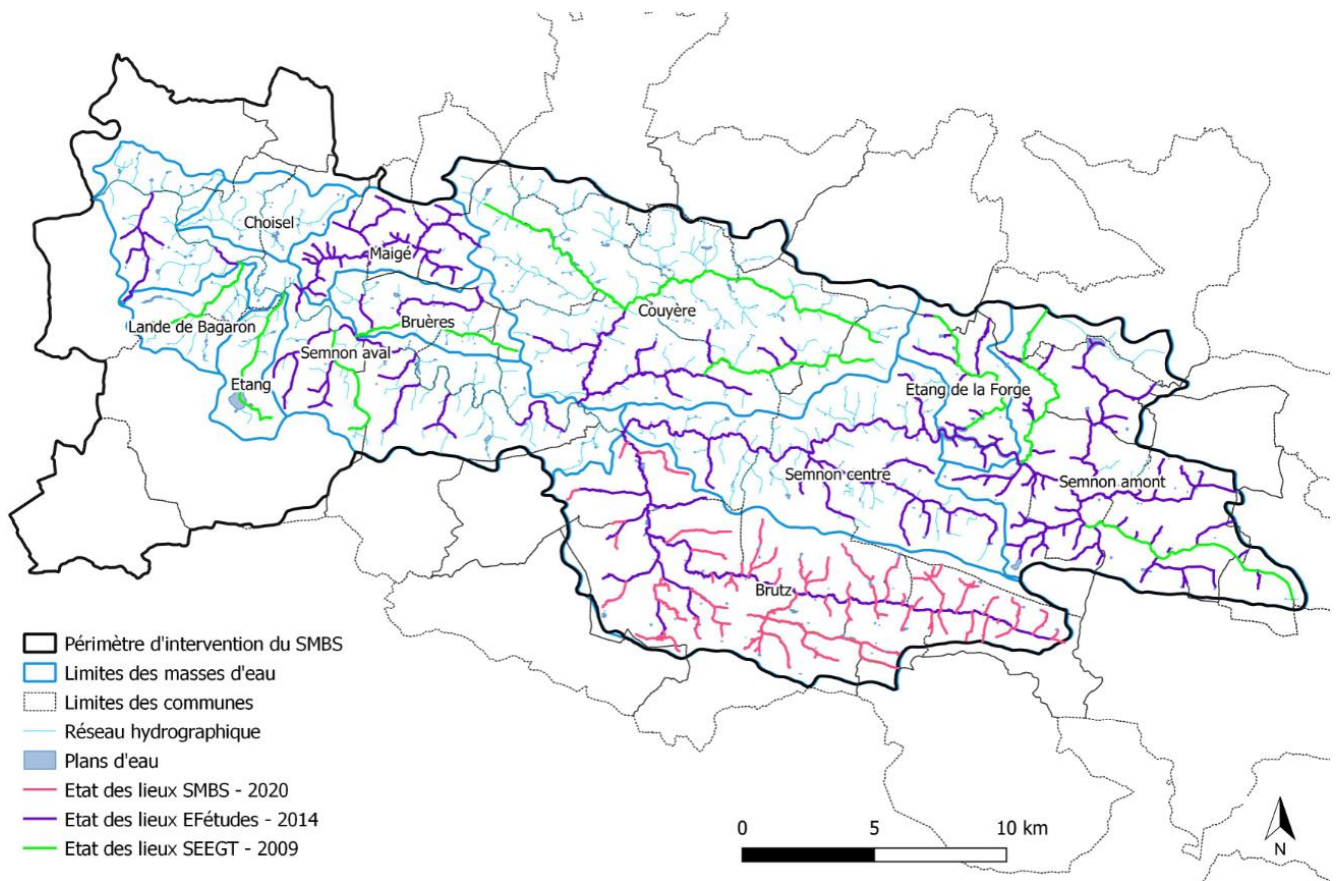 Choisel
Maigé
Couyère
Lande de Bagaron
Bruères
Semnon aval
Etang
Etang de la Forge
Semnon centre
Semnon amont
Brutz
Périmètre d'intervention du SMBS
Limites des masses d'eau
Limites des communes
Réseau hydrographique
Plans d'eau
Etat des lieux SMBS - 2020
Etat des lieux EFétudes - 2014
Etat des lieux SEEGT - 2009
0 5 10 km
N